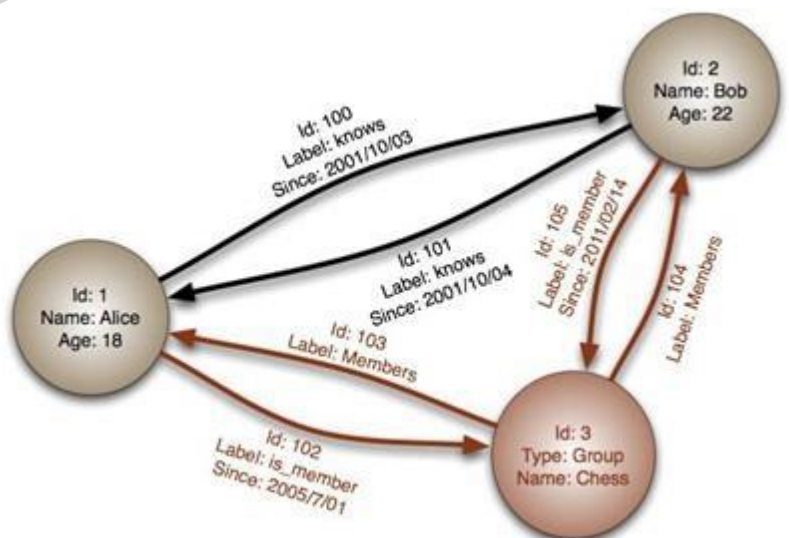 Id: 2
Name: Bob
Age: 22
Id: 100
Label: knows
Since: 2001/10/03
Id: 101
Label: knows
Since: 2001/10/04
Id: 105
Label: is_member
Since: 2011/02/14
Id: 104
Label: Members
Id: 1
Name: Alice
Age: 18
Id: 103
Label: Members
Id: 102
Label: is_member
Since: 2005/7/01
Id: 3
Type: Group
Name: Chess